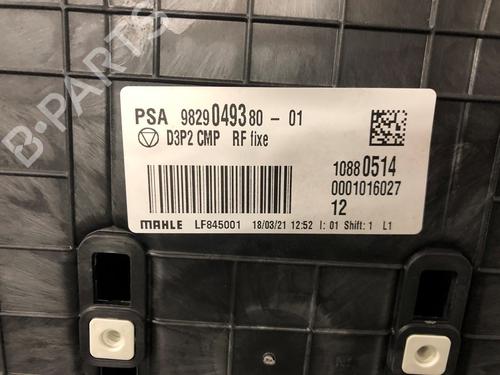 PSA 9829049380 - 01
D3P2 CMP RF fixe
10880514
0001016027
12
MAHLE LF845001 18/03/21 12:52 I: 01 Shift: 1 L1
B-PARTS